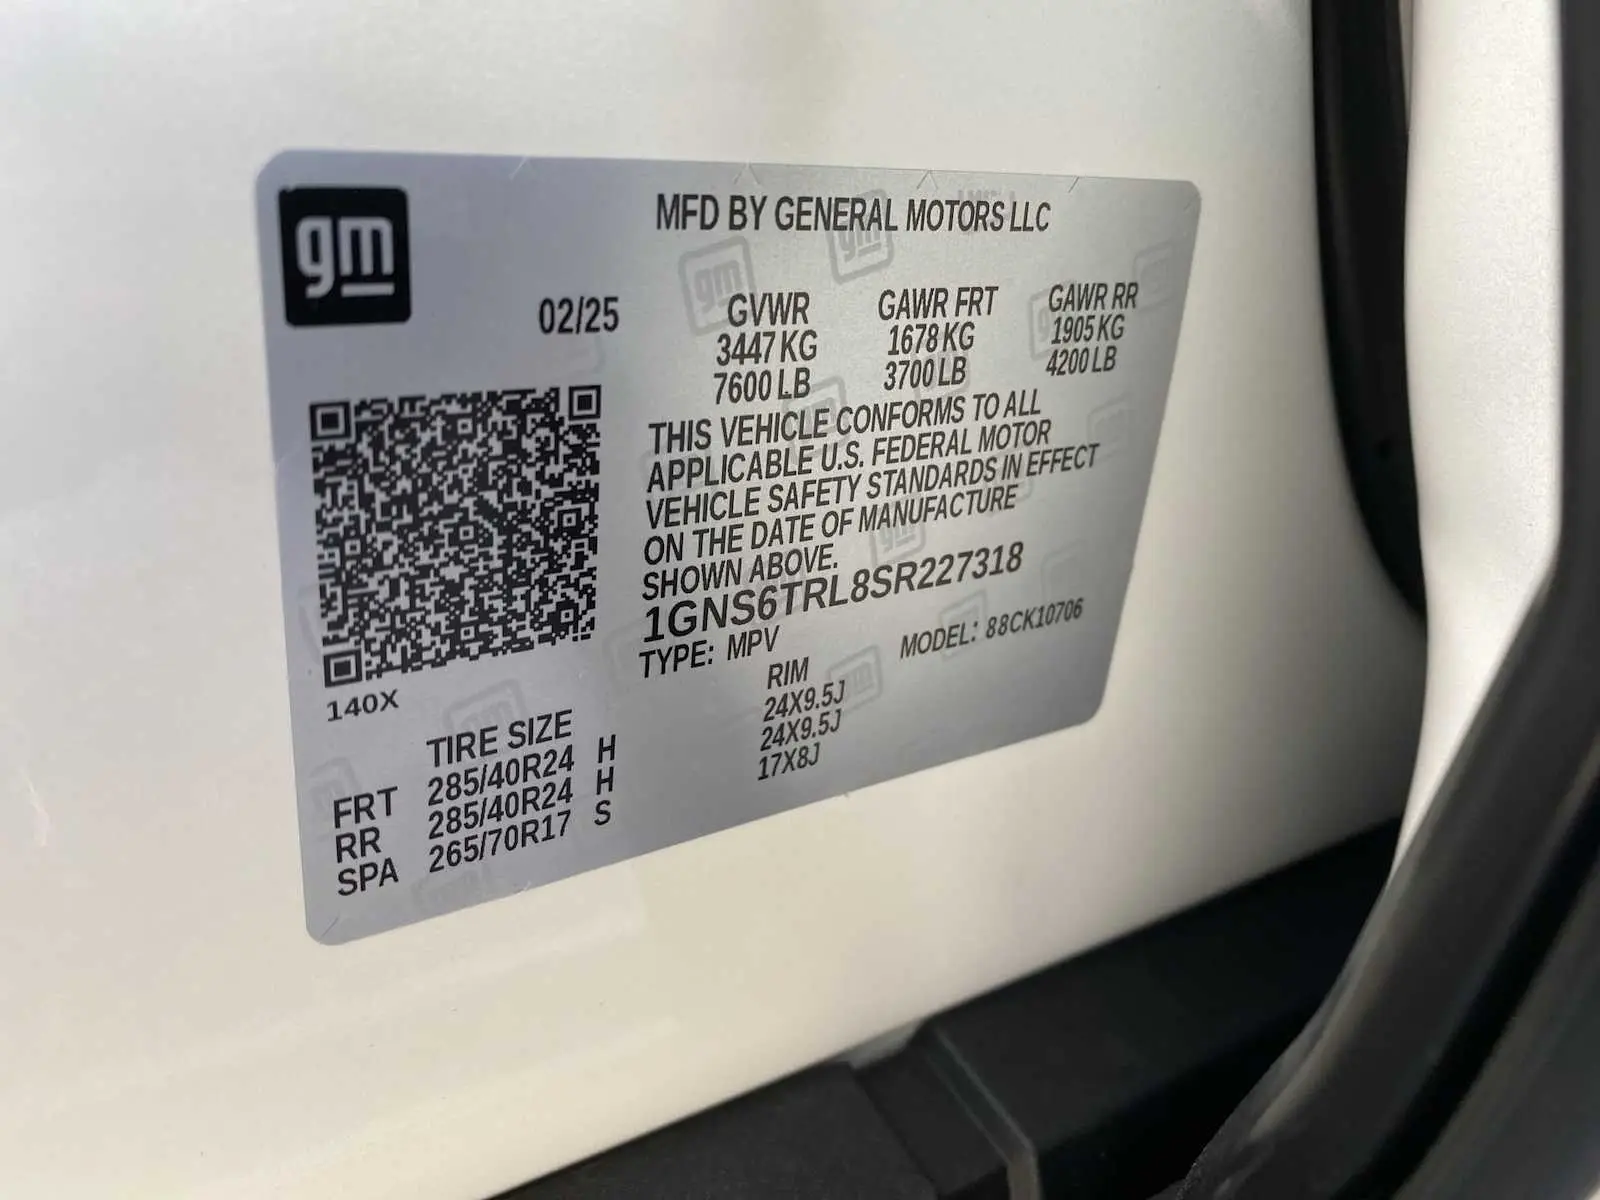 gm
MFD BY GENERAL MOTORS LLC
02/25
GVWR GAWR FRT GAWR RR
3447 KG 1678 KG 1905 KG
7600 LB 3700 LB 4200 LB
THIS VEHICLE CONFORMS TO ALL
APPLICABLE U.S. FEDERAL MOTOR
VEHICLE SAFETY STANDARDS IN EFFECT
ON THE DATE OF MANUFACTURE
SHOWN ABOVE.
1GNS6TRL8SR227318
TYPE: MPV MODEL: 88CK10706
140X
TIRE SIZE RIM
FRT 285/40R24 H 24X9.5J
RR 285/40R24 H 24X9.5J
SPA 265/70R17 S 17X8J